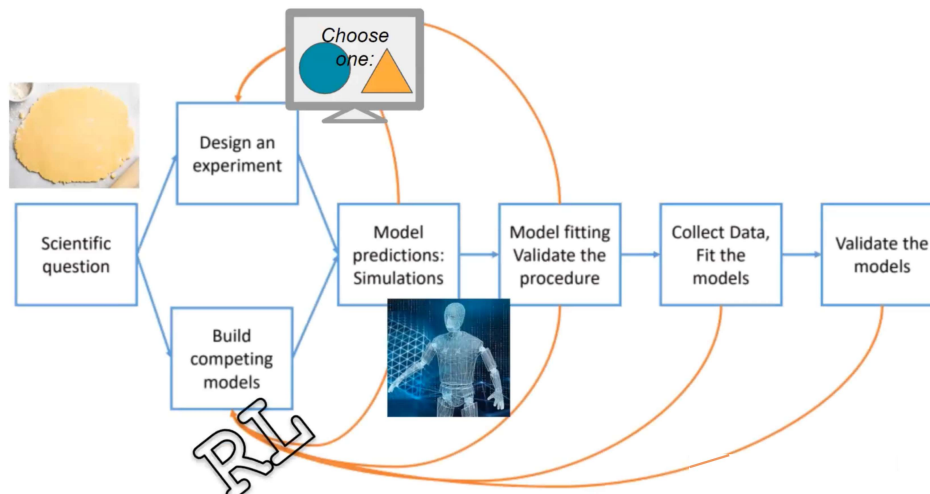 Choose
one:
Design an
experiment
Scientific
question
Model
predictions:
Simulations
Model fitting
Validate the
procedure
Collect Data,
Fit the
models
Validate the
models
Build
competing
models
RL